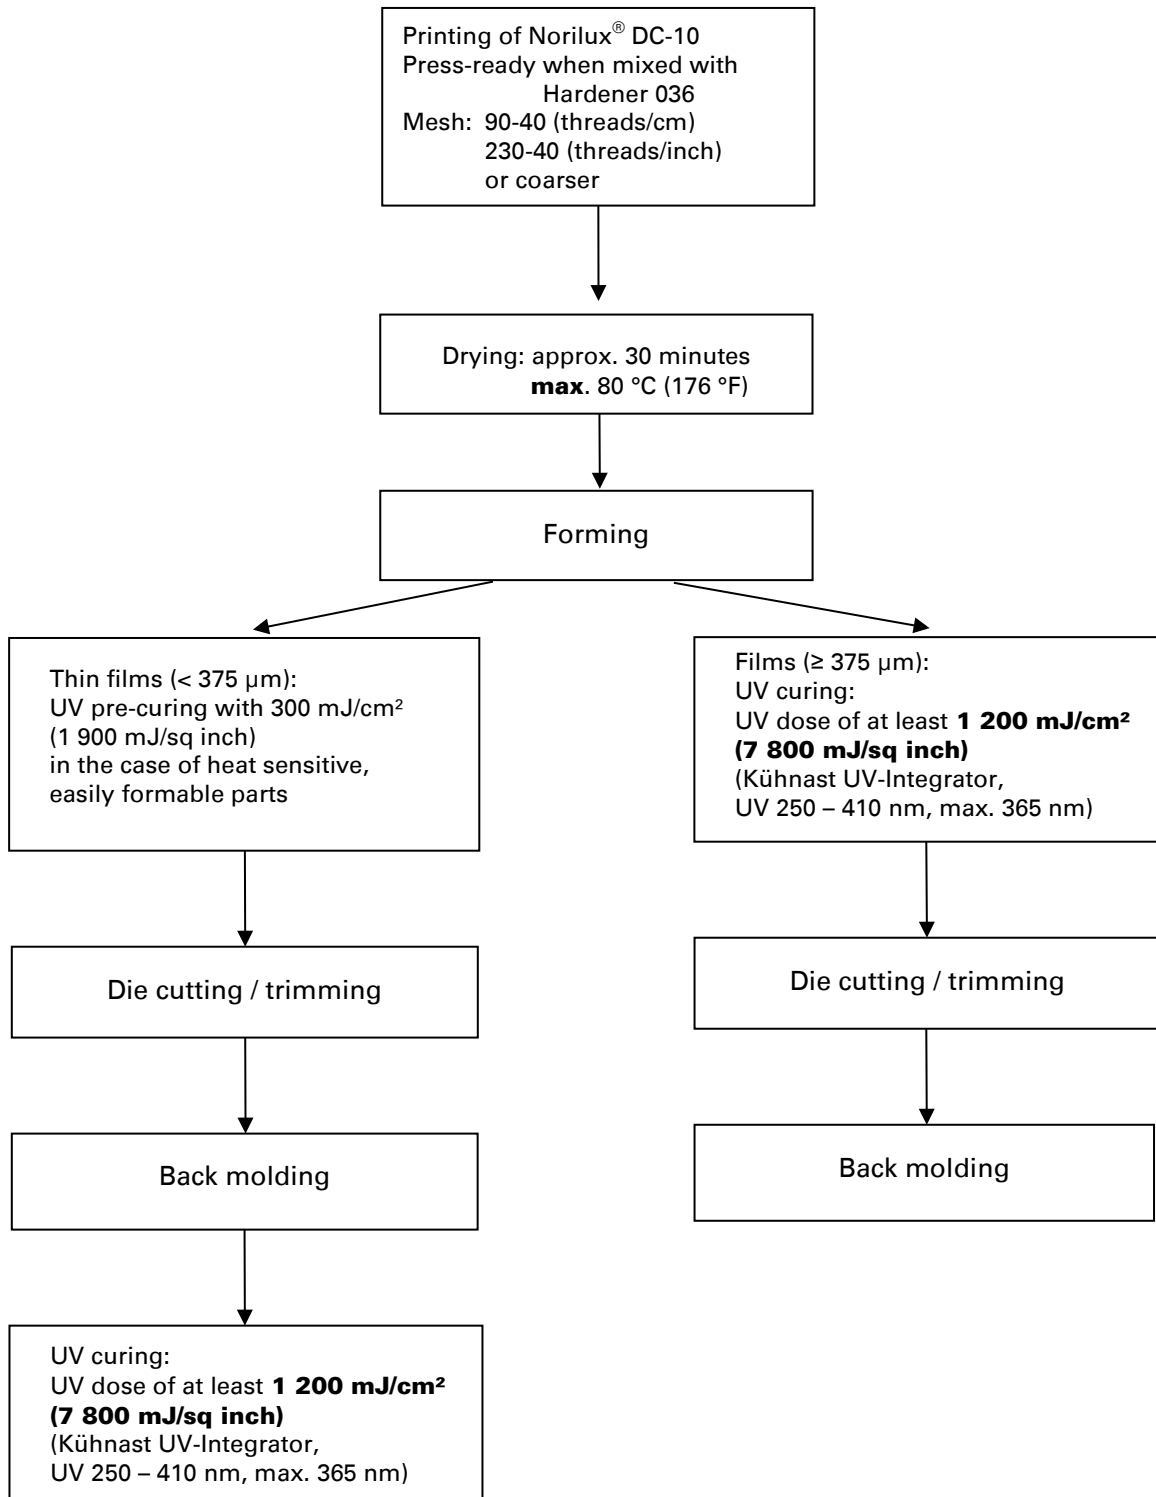 Printing of Norilux® DC-10
Press-ready when mixed with
Hardener 036
Mesh: 90-40 (threads/cm)
230-40 (threads/inch)
or coarser
Drying: approx. 30 minutes
max. 80 °C (176 °F)
Forming
Thin films (< 375 µm):
UV pre-curing with 300 mJ/cm²
(1 900 mJ/sq inch)
in the case of heat sensitive,
easily formable parts
Die cutting / trimming
Back molding
UV curing:
UV dose of at least 1 200 mJ/cm²
(7 800 mJ/sq inch)
(Kühnast UV-Integrator,
UV 250 – 410 nm, max. 365 nm)
Films (≥ 375 µm):
UV curing:
UV dose of at least 1 200 mJ/cm²
(7 800 mJ/sq inch)
(Kühnast UV-Integrator,
UV 250 – 410 nm, max. 365 nm)
Die cutting / trimming
Back molding